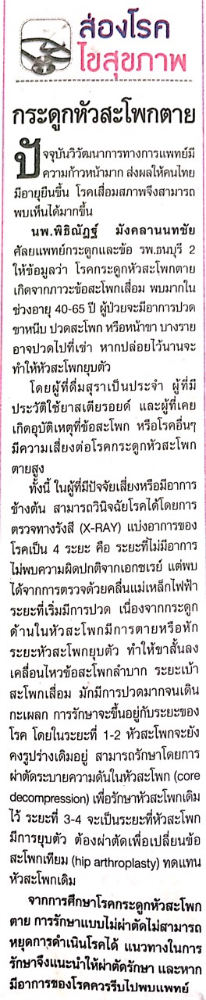 ส่องโรค
ไขสุขภาพ
กระดูกหัวสะโพกตาย
ปัจจุบันวิวัฒนาการทางการแพทย์มี
ความก้าวหน้ามาก ส่งผลให้คนไทย
มีอายุยืนขึ้น โรคเสื่อมสภาพจึงสามารถ
พบเห็นได้มากขึ้น
นพ.พิธิณัฏฐ์ มังคลานนทชัย
ศัลยแพทย์กระดูกและข้อ รพ.ธนบุรี 2
ให้ข้อมูลว่า โรคกระดูกหัวสะโพกตาย
เกิดจากภาวะข้อสะโพกเสื่อม พบมากใน
ช่วงอายุ 40-65 ปี ผู้ป่วยจะมีอาการปวด
ขาหนีบ ปวดสะโพก หรือหน้าขา บางราย
อาจปวดไปที่เข่า หากปล่อยไว้นานจะ
ทำให้หัวสะโพกยุบตัว
โดยผู้ที่ดื่มสุราเป็นประจำ ผู้ที่มี
ประวัติใช้ยาสเตียรอยด์ และผู้ที่เคย
เกิดอุบัติเหตุที่ข้อสะโพก หรือโรคอื่นๆ
มีความเสี่ยงต่อโรคกระดูกหัวสะโพก
ตายสูง
ทั้งนี้ ในผู้ที่มีปัจจัยเสี่ยงหรือมีอาการ
ข้างต้น สามารถวินิจฉัยโรคได้โดยการ
ตรวจทางรังสี (X-RAY) แบ่งอาการของ
โรคเป็น 4 ระยะ คือ ระยะที่ไม่มีอาการ
ไม่พบความผิดปกติจากเอกซเรย์ แต่พบ
ได้จากการตรวจด้วยคลื่นแม่เหล็กไฟฟ้า
ระยะที่เริ่มมีการปวด เนื่องจากกระดูก
ด้านในหัวสะโพกมีการตายหรือหัก
ระยะหัวสะโพกยุบตัว ทำให้ขาสั้นลง
เคลื่อนไหวข้อสะโพกลำบาก ระยะเบ้า
สะโพกเสื่อม มักมีการปวดมากจนเดิน
กะเผลก การรักษาจะขึ้นอยู่กับระยะของ
โรค โดยในระยะที่ 1-2 หัวสะโพกจะยัง
คงรูปร่างเดิมอยู่ สามารถรักษาโดยการ
ผ่าตัดระบายความดันในหัวสะโพก (core
decompression) เพื่อรักษาหัวสะโพกเดิม
ไว้ ระยะที่ 3-4 จะเป็นระยะที่หัวสะโพก
มีการยุบตัว ต้องผ่าตัดเพื่อเปลี่ยนข้อ
สะโพกเทียม (hip arthroplasty) ทดแทน
หัวสะโพกเดิม
จากการศึกษาโรคกระดูกหัวสะโพก
ตาย การรักษาแบบไม่ผ่าตัดไม่สามารถ
หยุดการดำเนินโรคได้ แนวทางในการ
รักษาจึงแนะนำให้ผ่าตัดรักษา และหาก
มีอาการของโรคควรรีบไปพบแพทย์